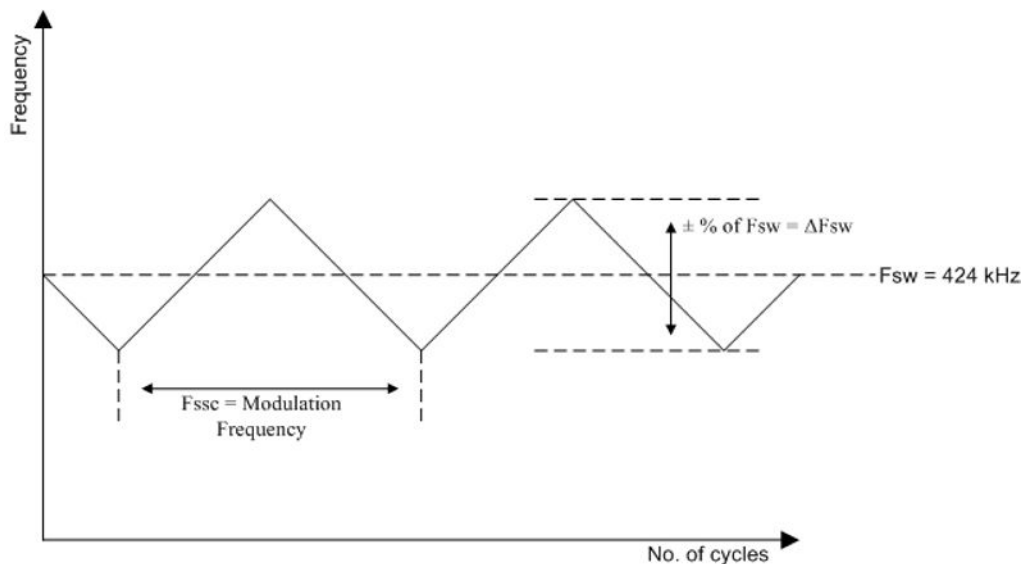 Frequency
± % of Fsw = ΔFsw
Fsw = 424 kHz
Fssc = Modulation
Frequency
No. of cycles